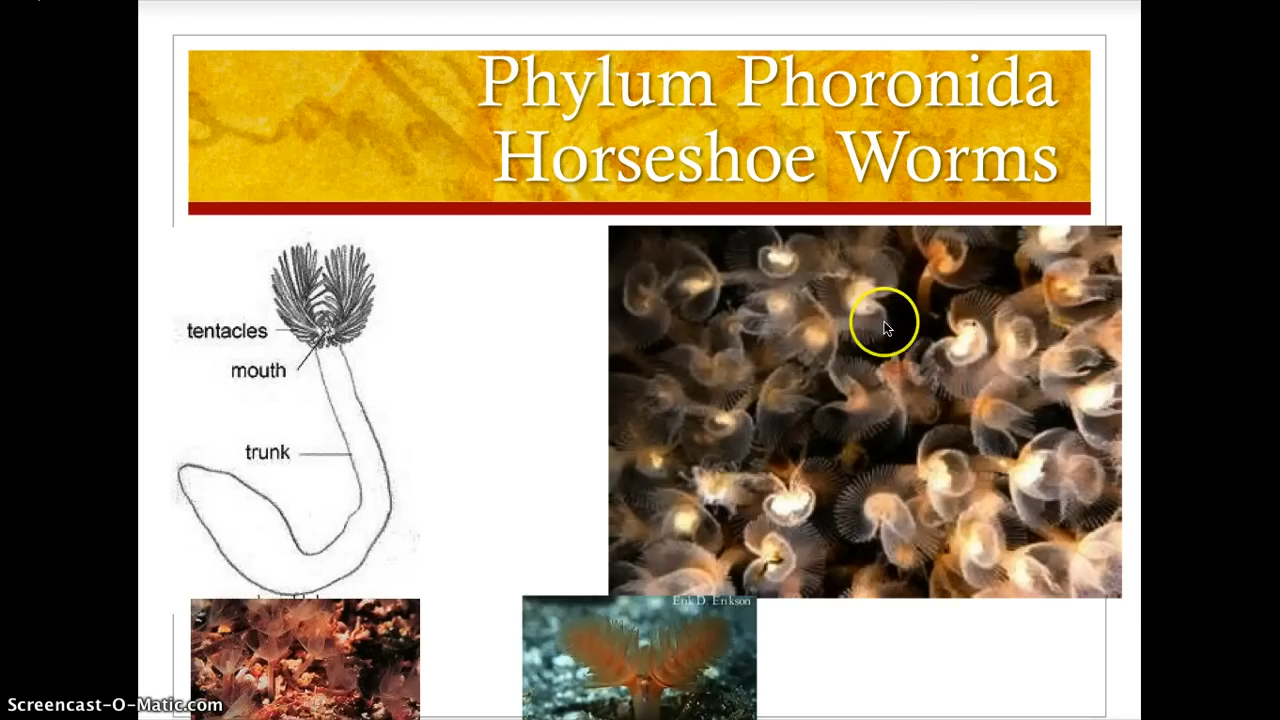 Phylum Phoronida
Horseshoe Worms
tentacles
mouth
trunk
Erik D. Erikson
Screencast-O-Matic.com